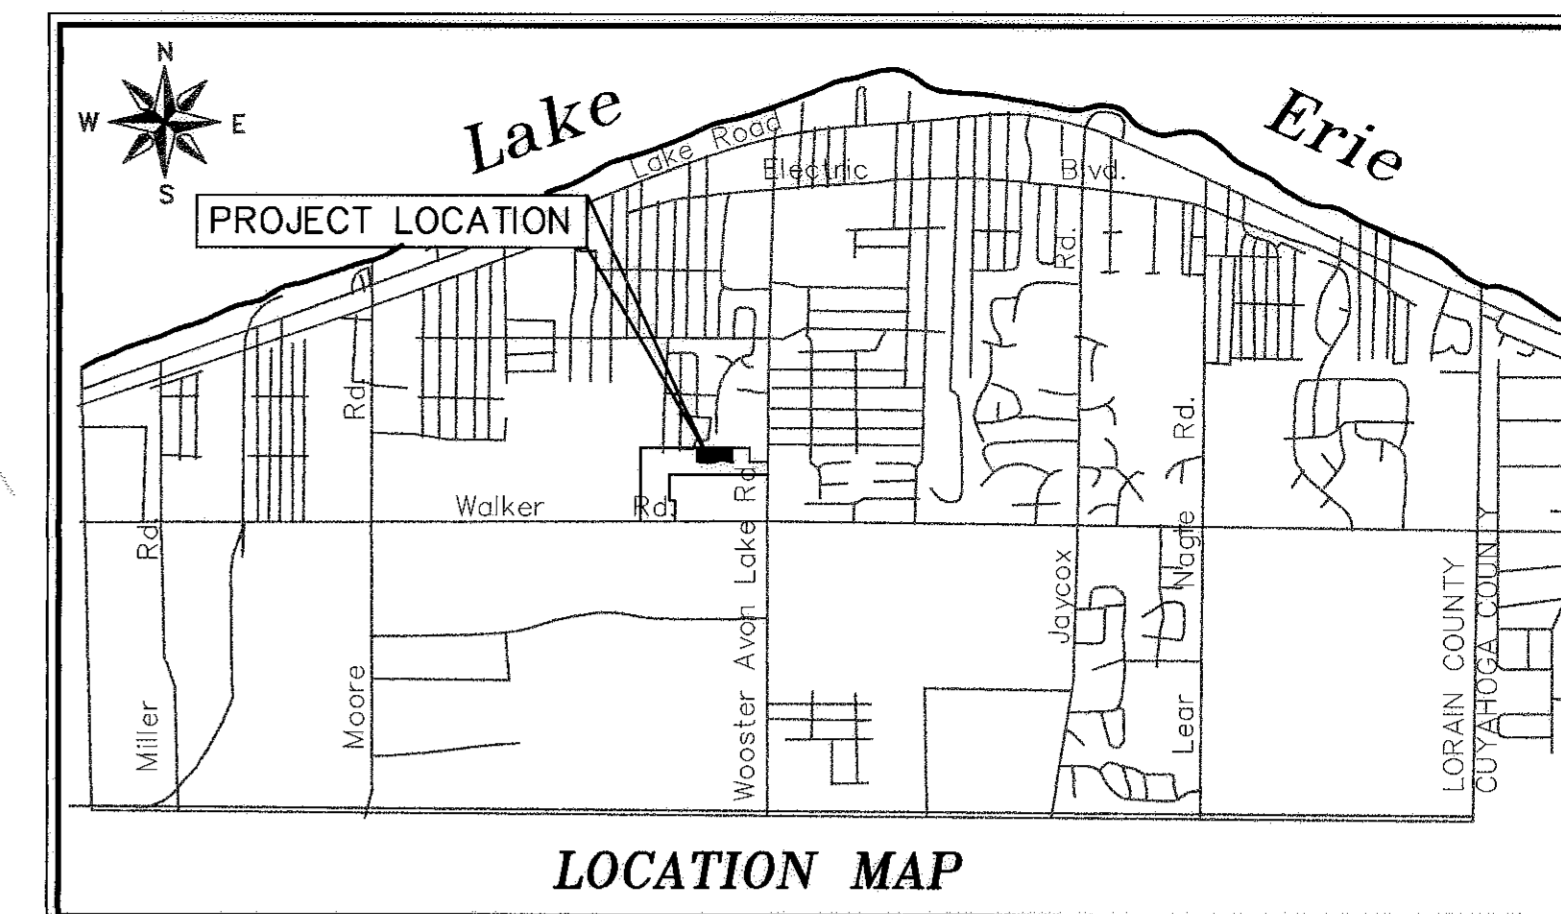 N
W E
S
Lake Erie
Lake Road
Electric Blvd.
PROJECT LOCATION
Rd.
Rd.
Rd.
Walker Rd.
Rd.
Miller
Moore
Wooster Avon Lake Rd.
Jaycox
Nagle
Lear
LORAIN COUNTY
CUYAHOGA COUNTY
LOCATION MAP